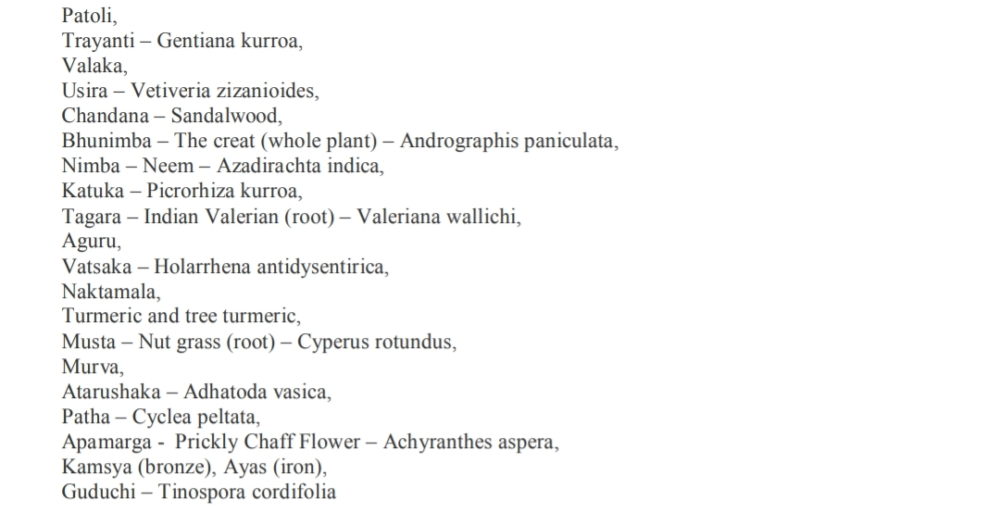 Patoli,
Trayanti – Gentiana kurroa,
Valaka,
Usira – Vetiveria zizanioides,
Chandana – Sandalwood,
Bhunimba – The creat (whole plant) – Andrographis paniculata,
Nimba – Neem – Azadirachta indica,
Katuka – Picrorhiza kurroa,
Tagara – Indian Valerian (root) – Valeriana wallichi,
Aguru,
Vatsaka – Holarrhena antidysentirica,
Naktamala,
Turmeric and tree turmeric,
Musta – Nut grass (root) – Cyperus rotundus,
Murva,
Atarushaka – Adhatoda vasica,
Patha – Cyclea peltata,
Apamarga - Prickly Chaff Flower – Achyranthes aspera,
Kamsya (bronze), Ayas (iron),
Guduchi – Tinospora cordifolia